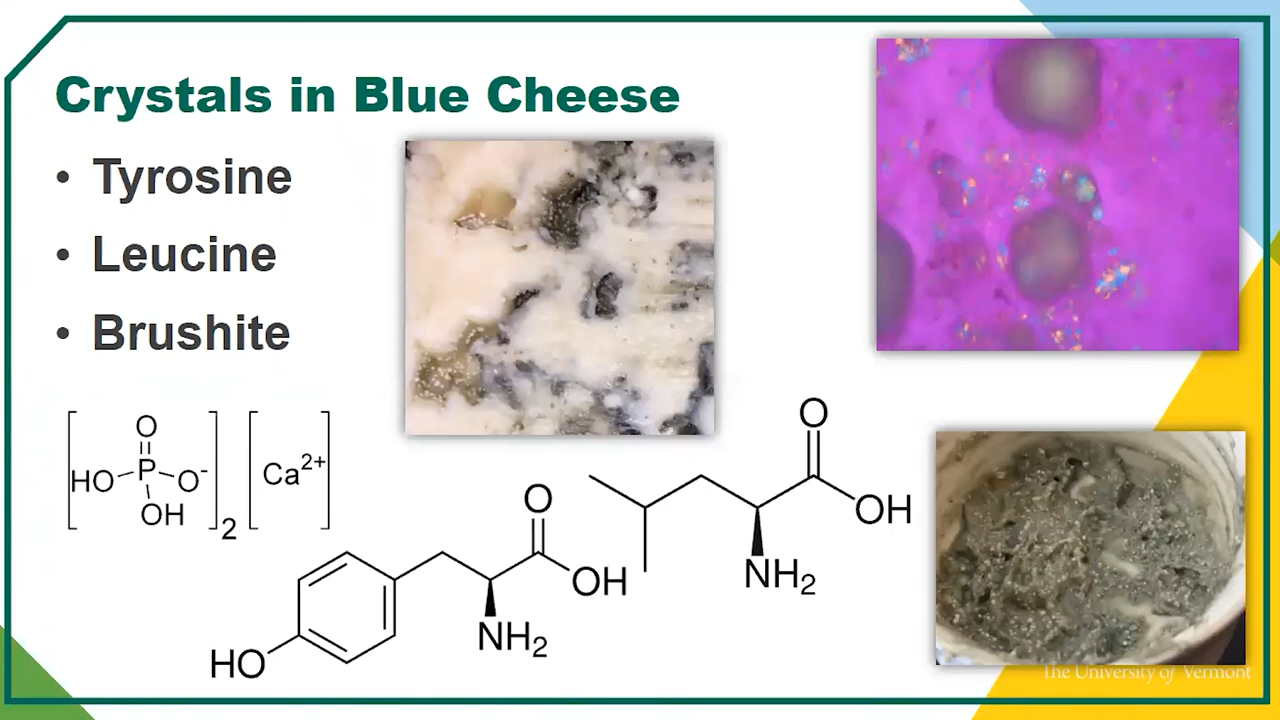 Crystals in Blue Cheese
• Tyrosine
• Leucine
• Brushite
O
HO P O-
OH
2
Ca2+
O
OH
NH2
HO
O
OH
NH2
The University of Vermont